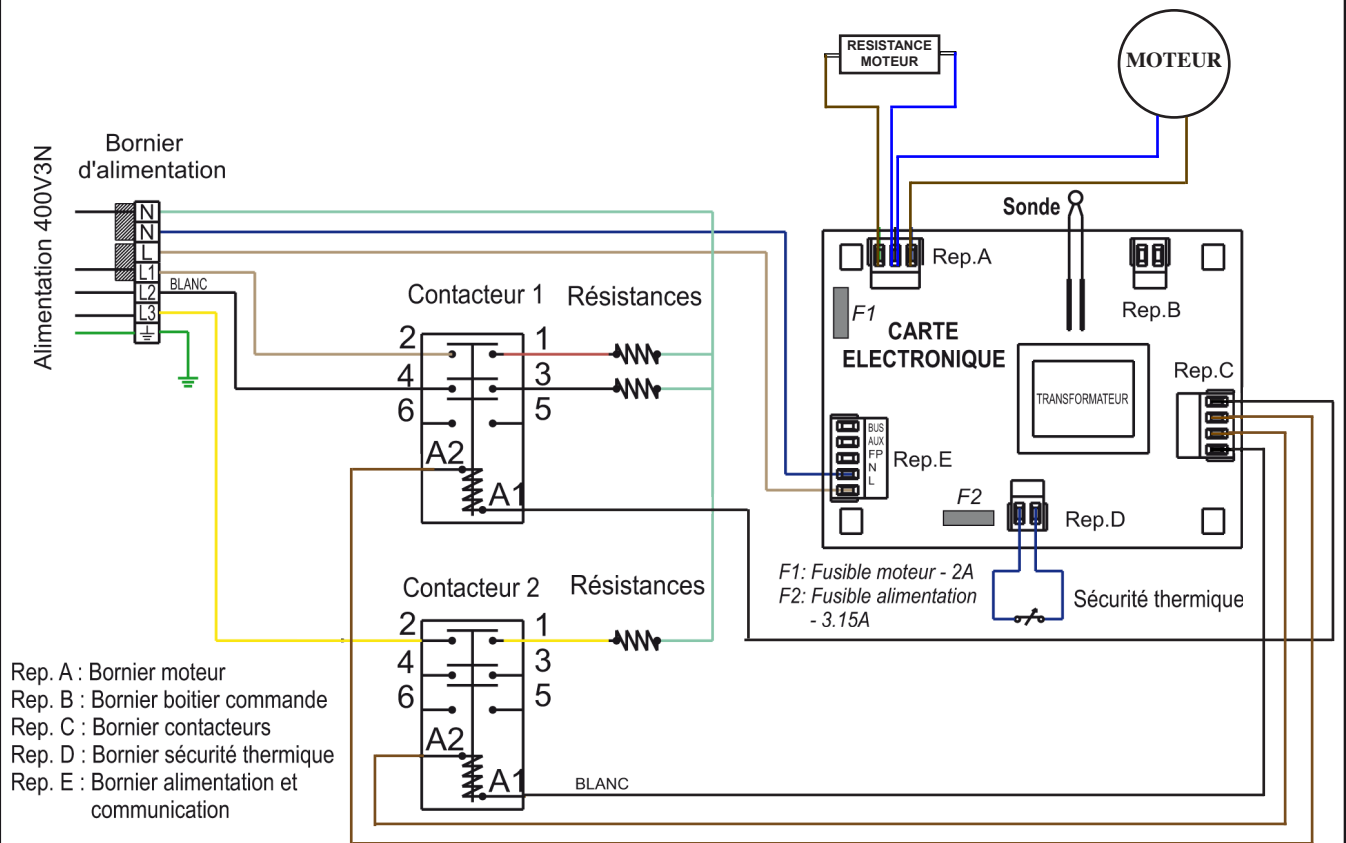 RESISTANCE
MOTEUR
MOTEUR
Alimentation 400V3N
Bornier
d'alimentation
N
N
L
L1
L2
L3
BLANC
Contacteur 1
Résistances
2
1
4
3
6
5
A2
A1
Sonde
Rep.A
Rep.B
F1
CARTE
ELECTRONIQUE
TRANSFORMATEUR
Rep.C
BUS
AUX
FP
N
L
Rep.E
F2
Rep.D
F1: Fusible moteur - 2A
F2: Fusible alimentation
- 3.15A
Sécurité thermique
Contacteur 2
Résistances
2
1
4
3
6
5
A2
A1
BLANC
Rep. A : Bornier moteur
Rep. B : Bornier boitier commande
Rep. C : Bornier contacteurs
Rep. D : Bornier sécurité thermique
Rep. E : Bornier alimentation et
communication